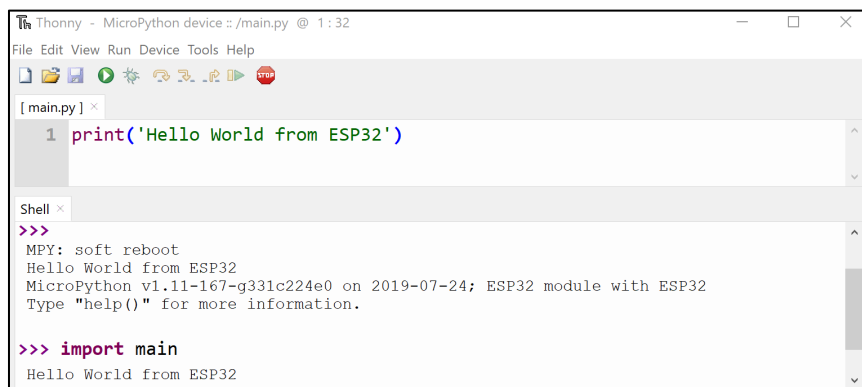 Th Thonny - MicroPython device :: /main.py @ 1 : 32
File Edit View Run Device Tools Help
STOP
[ main.py ] ×
1 print('Hello World from ESP32')
Shell ×
>>>
MPY: soft reboot
Hello World from ESP32
MicroPython v1.11-167-g331c224e0 on 2019-07-24; ESP32 module with ESP32
Type "help()" for more information.
>>> import main
Hello World from ESP32